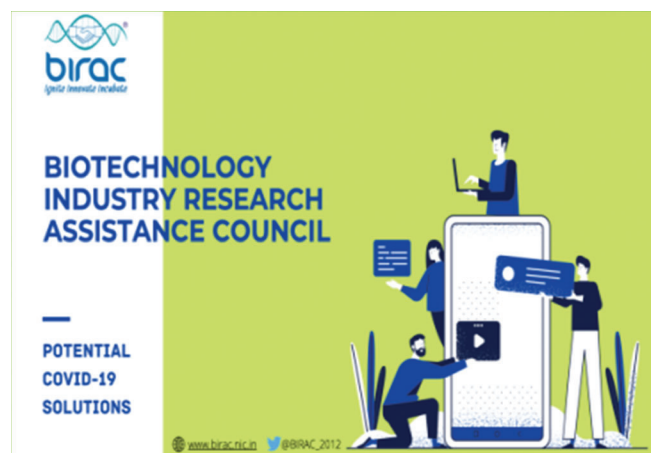 birac
Ignite Innovate Incubate
BIOTECHNOLOGY
INDUSTRY RESEARCH
ASSISTANCE COUNCIL
POTENTIAL
COVID-19
SOLUTIONS
www.birac.nic.in @BIRAC_2012